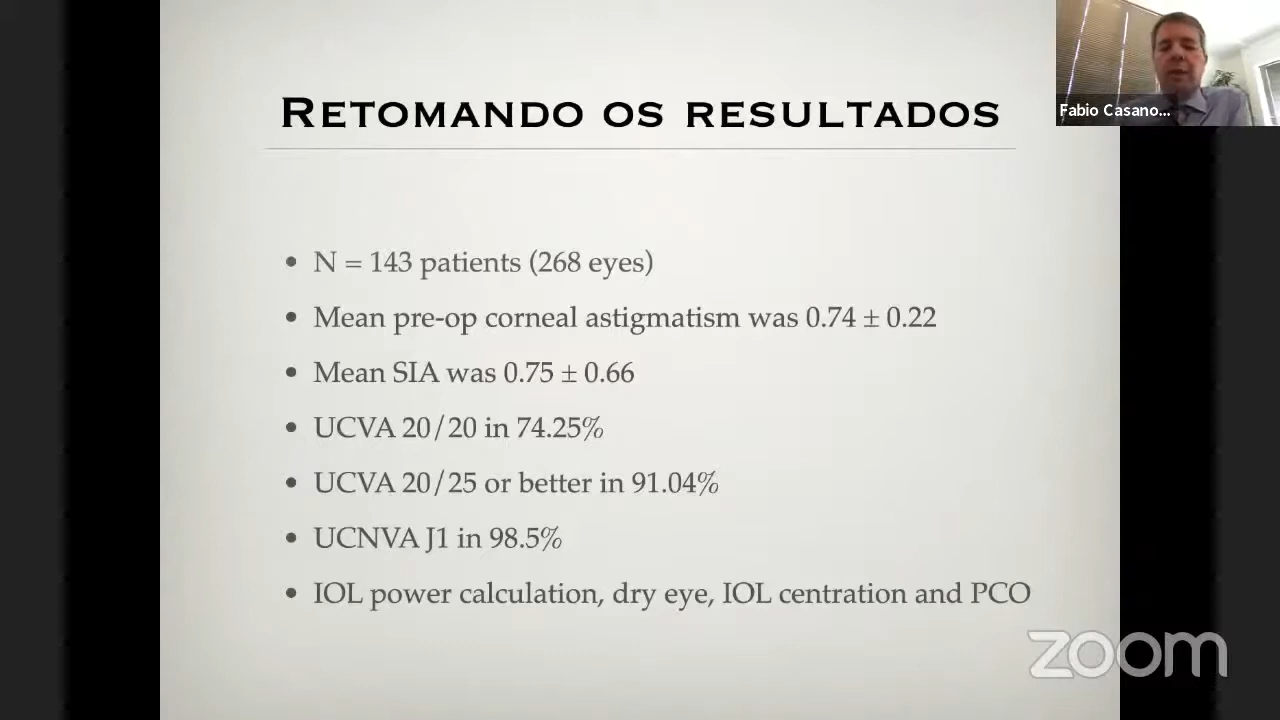 RETOMANDO OS RESULTADOS
Fabio Casano...
• N = 143 patients (268 eyes)
• Mean pre-op corneal astigmatism was 0.74 ± 0.22
• Mean SIA was 0.75 ± 0.66
• UCVA 20/20 in 74.25%
• UCVA 20/25 or better in 91.04%
• UCNVA J1 in 98.5%
• IOL power calculation, dry eye, IOL centration and PCO
zoom